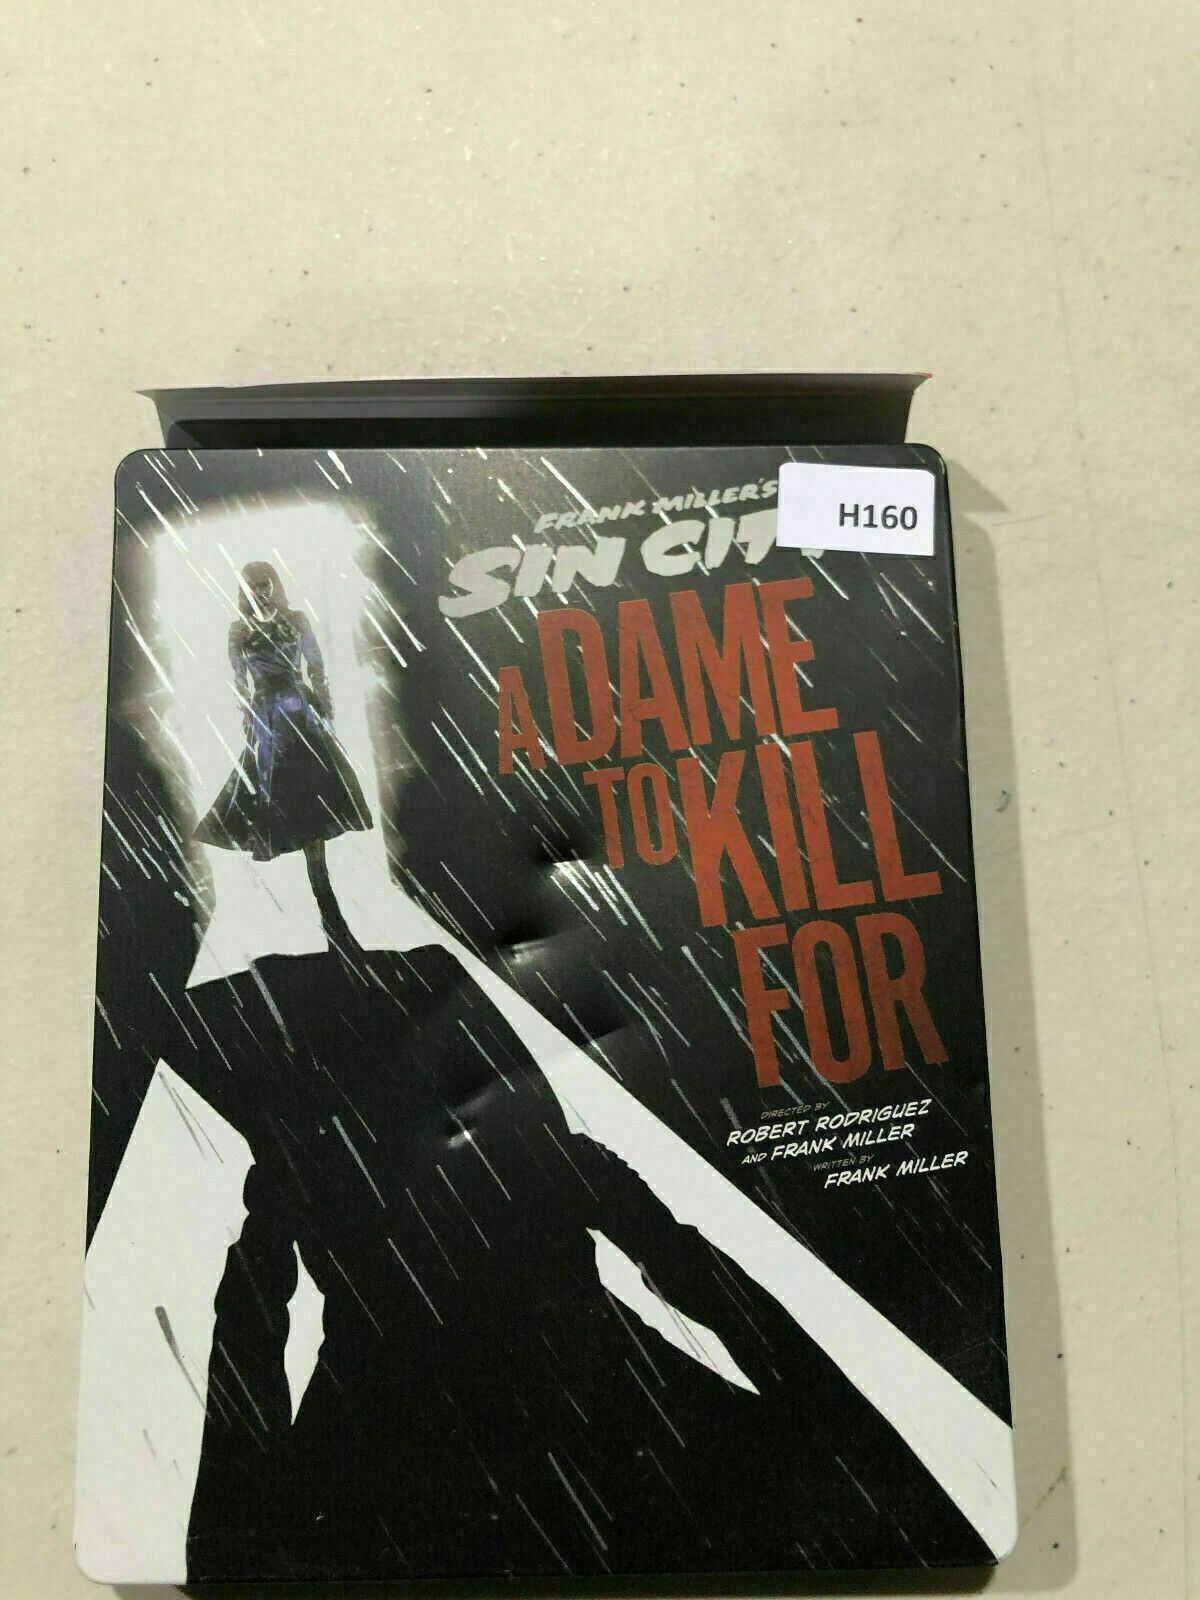 FRANK MILLER'S
SIN CITY
H160
A DAME
TO KILL
FOR
DIRECTED BY
ROBERT RODRIGUEZ
AND FRANK MILLER
WRITTEN BY
FRANK MILLER